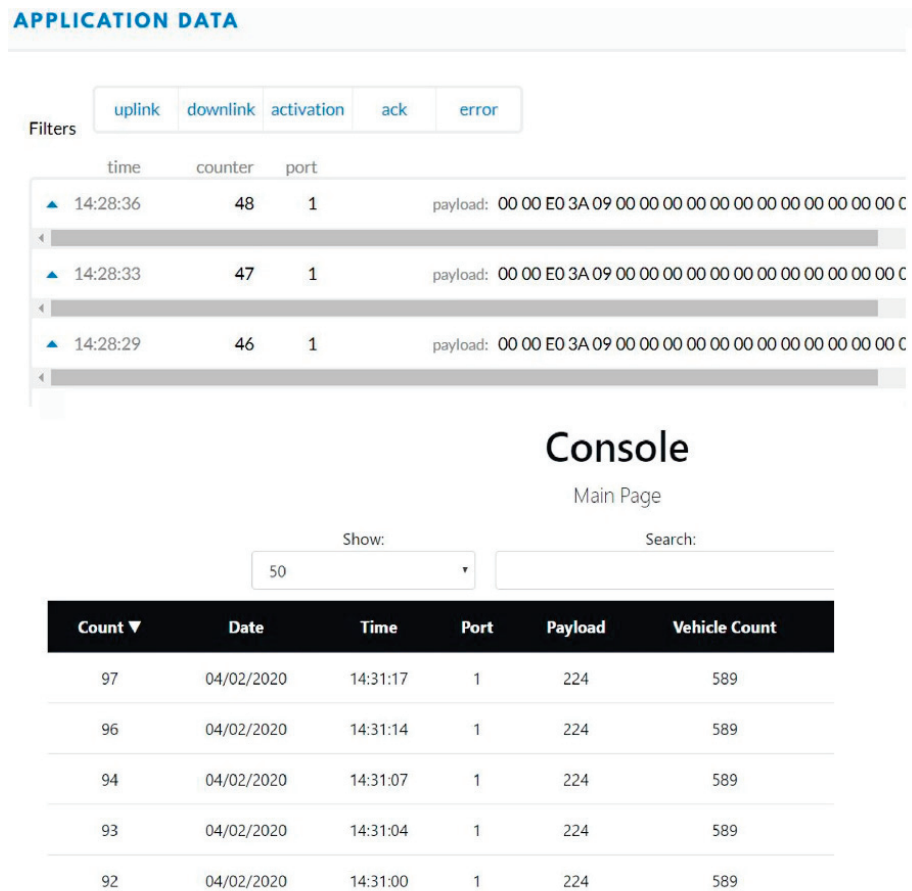 APPLICATION DATA
Filters uplink downlink activation ack error
time counter port
14:28:36 48 1 payload: 00 00 E0 3A 09 00 00 00 00 00 00 00 00 00 00 00 00
14:28:33 47 1 payload: 00 00 E0 3A 09 00 00 00 00 00 00 00 00 00 00 00 00
14:28:29 46 1 payload: 00 00 E0 3A 09 00 00 00 00 00 00 00 00 00 00 00 00
Console
Main Page
Show: Search:
50
Count ▼ Date Time Port Payload Vehicle Count
97 04/02/2020 14:31:17 1 224 589
96 04/02/2020 14:31:14 1 224 589
94 04/02/2020 14:31:07 1 224 589
93 04/02/2020 14:31:04 1 224 589
92 04/02/2020 14:31:00 1 224 589